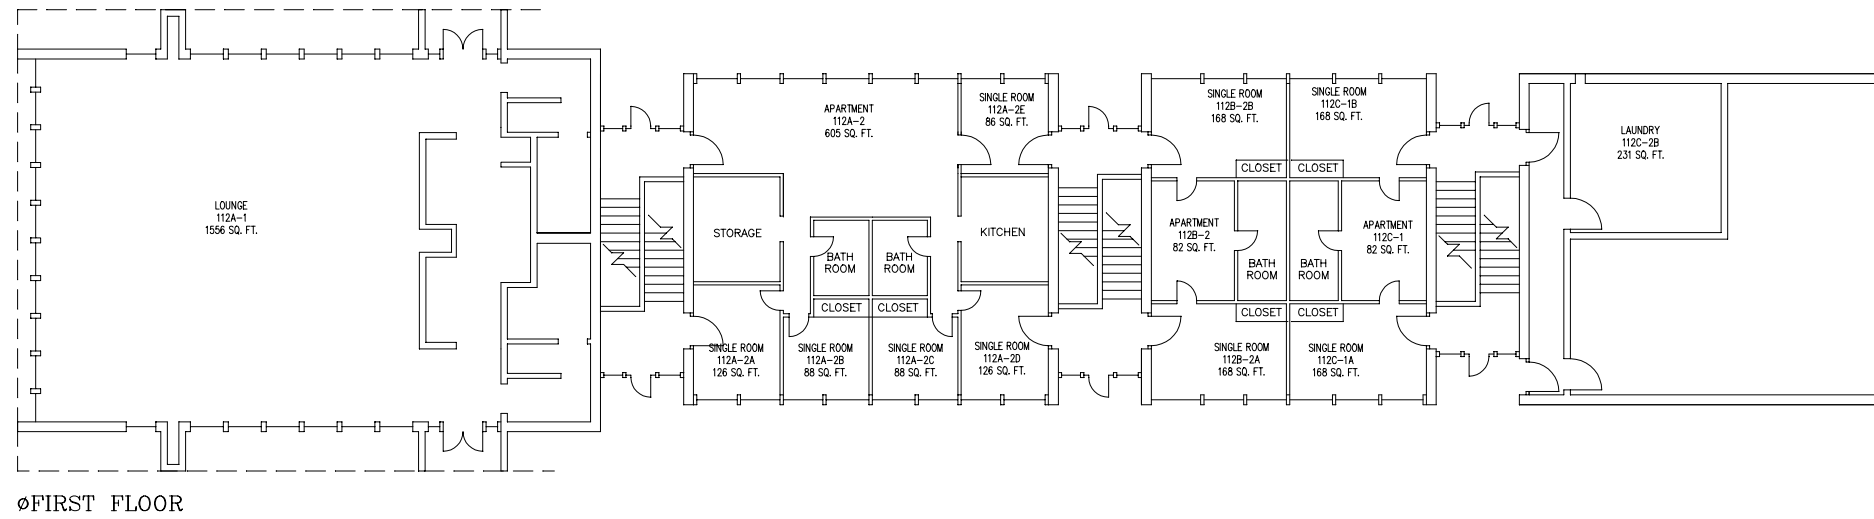 LOUNGE
112A-1
1556 SQ. FT.
APARTMENT
112A-2
605 SQ. FT.
SINGLE ROOM
112A-2E
86 SQ. FT.
STORAGE
KITCHEN
BATH
ROOM
BATH
ROOM
CLOSET
CLOSET
SINGLE ROOM
112A-2A
126 SQ. FT.
SINGLE ROOM
112A-2B
88 SQ. FT.
SINGLE ROOM
112A-2C
88 SQ. FT.
SINGLE ROOM
112A-2D
126 SQ. FT.
SINGLE ROOM
112B-2B
168 SQ. FT.
SINGLE ROOM
112C-1B
168 SQ. FT.
CLOSET
CLOSET
APARTMENT
112B-2
82 SQ. FT.
BATH
ROOM
BATH
ROOM
APARTMENT
112C-1
82 SQ. FT.
CLOSET
CLOSET
SINGLE ROOM
112B-2A
168 SQ. FT.
SINGLE ROOM
112C-1A
168 SQ. FT.
LAUNDRY
112C-2B
231 SQ. FT.
øFIRST FLOOR